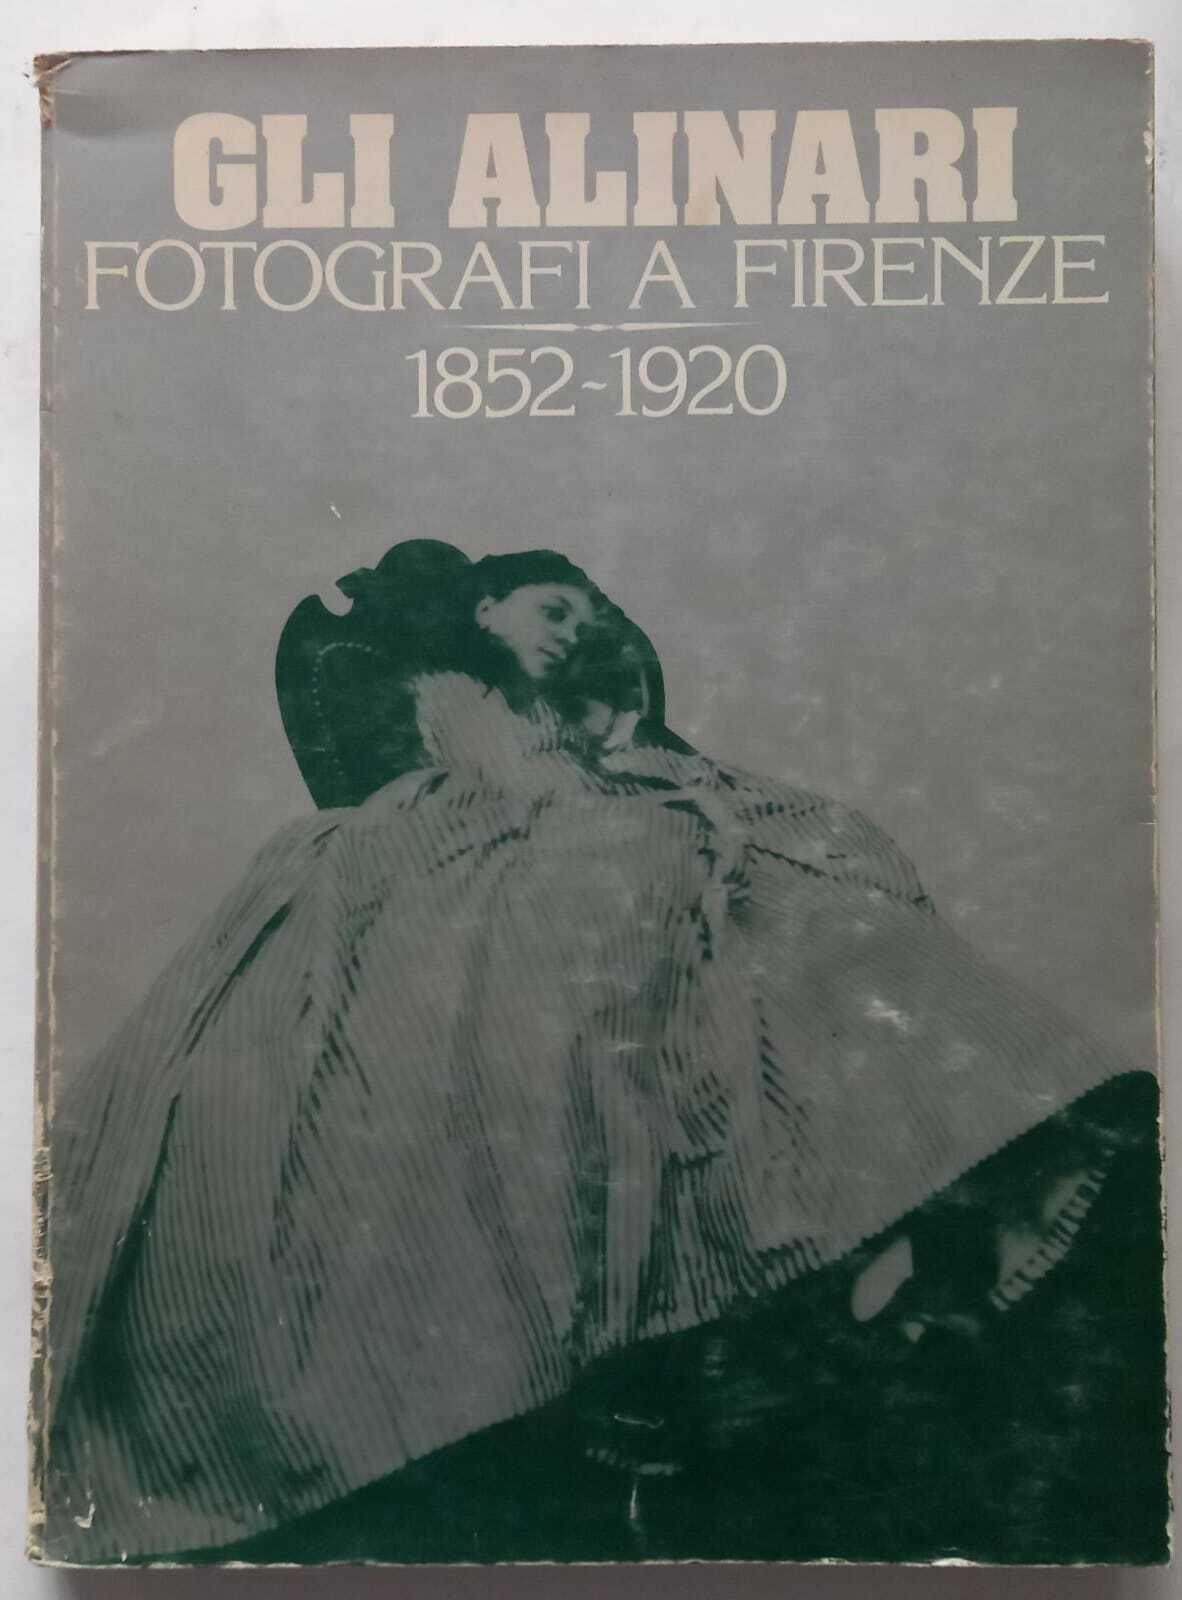 GLI ALINARI
FOTOGRAFI A FIRENZE
1852~1920